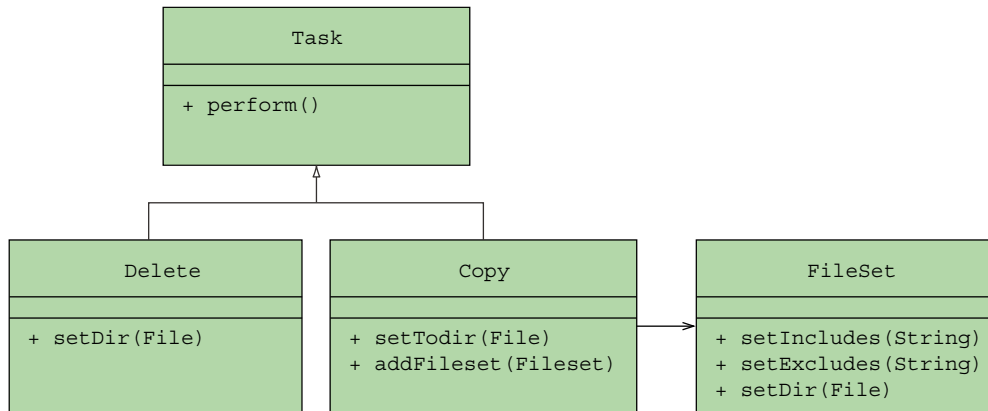 Task
+ perform()
Delete
+ setDir(File)
Copy
+ setTodir(File)
+ addFileset(Fileset)
FileSet
+ setIncludes(String)
+ setExcludes(String)
+ setDir(File)